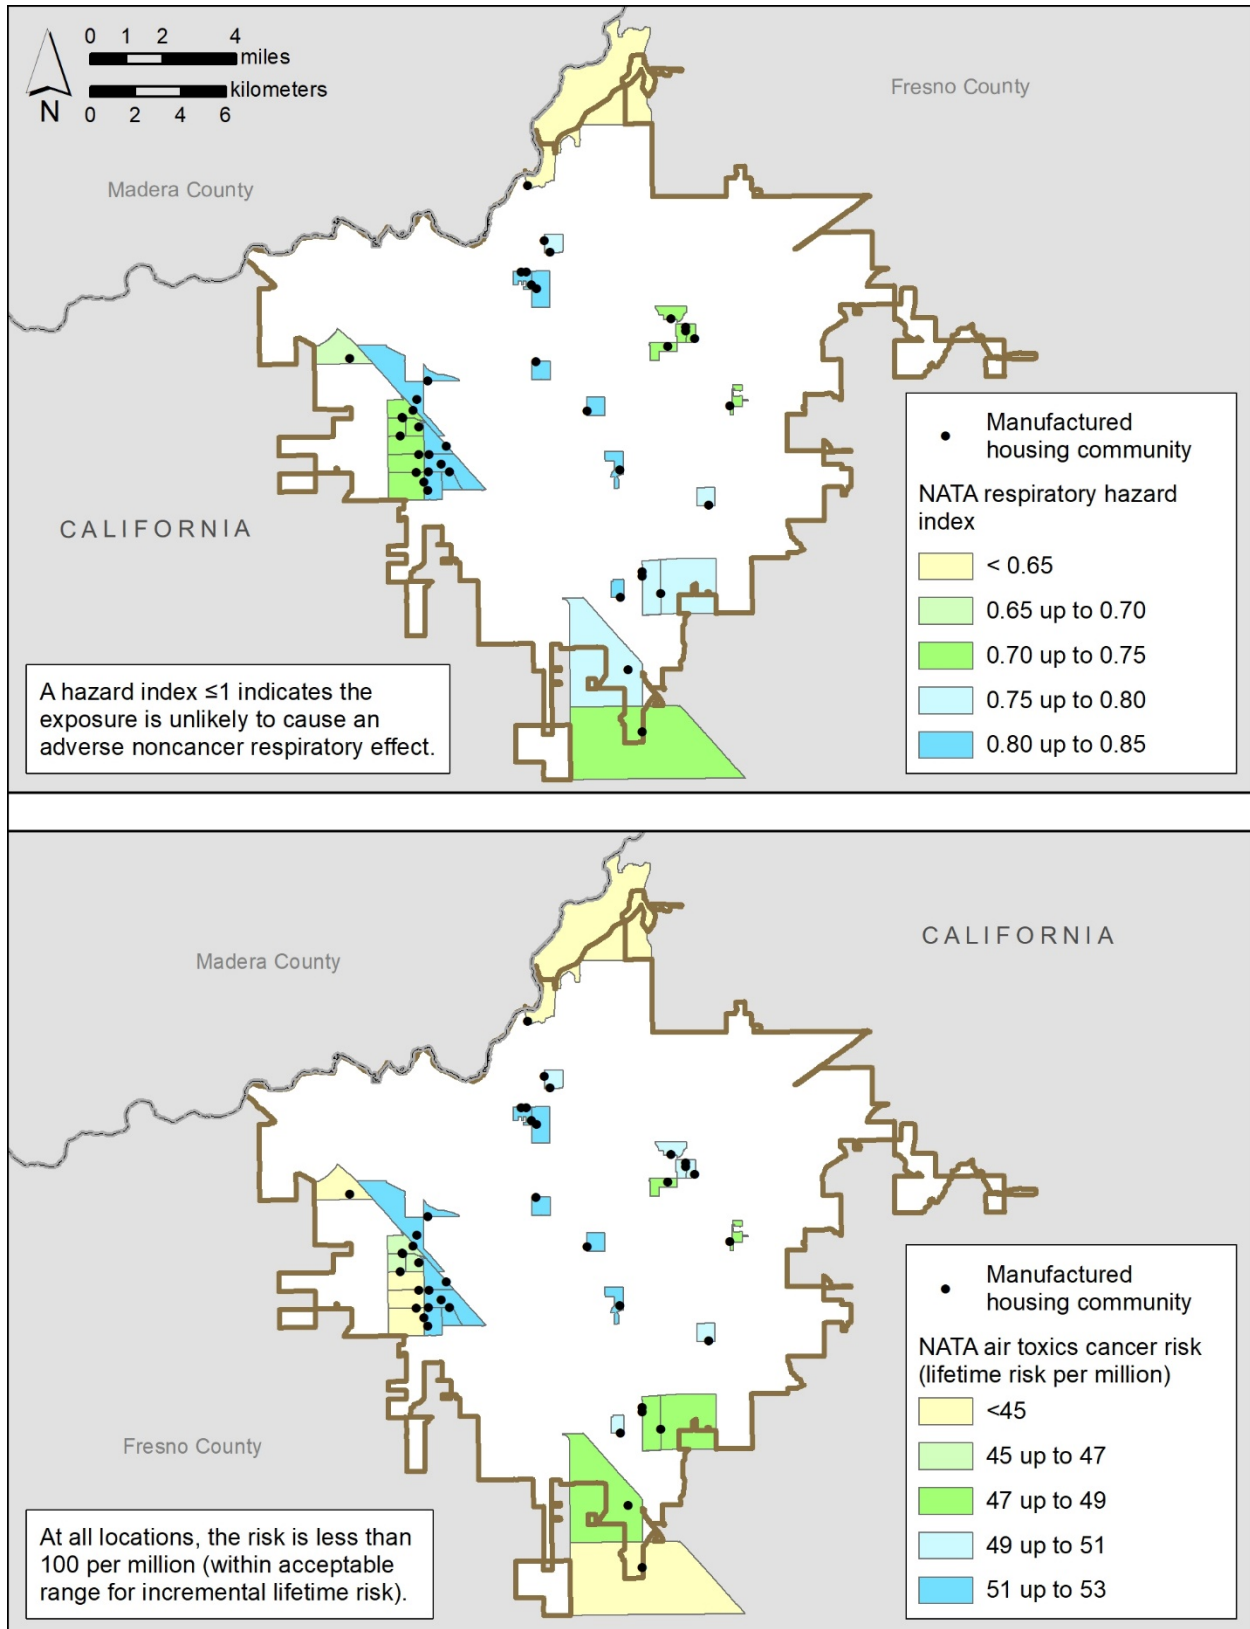 0 1 2 4
miles
kilometers
0 2 4 6
N
Fresno County
Madera County
CALIFORNIA
Manufactured
housing community
NATA respiratory hazard
index
< 0.65
0.65 up to 0.70
0.70 up to 0.75
0.75 up to 0.80
0.80 up to 0.85
A hazard index ≤1 indicates the
exposure is unlikely to cause an
adverse noncancer respiratory effect.
CALIFORNIA
Madera County
Fresno County
Manufactured
housing community
NATA air toxics cancer risk
(lifetime risk per million)
<45
45 up to 47
47 up to 49
49 up to 51
51 up to 53
At all locations, the risk is less than
100 per million (within acceptable
range for incremental lifetime risk).